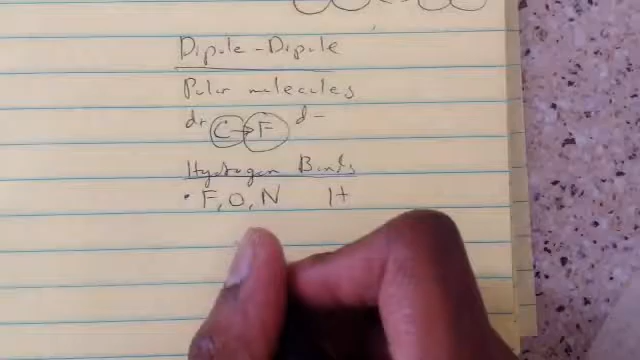 Dipole-Dipole
Polar molecules
d+ C→F d-
Hydrogen Bonds
• F, O, N H